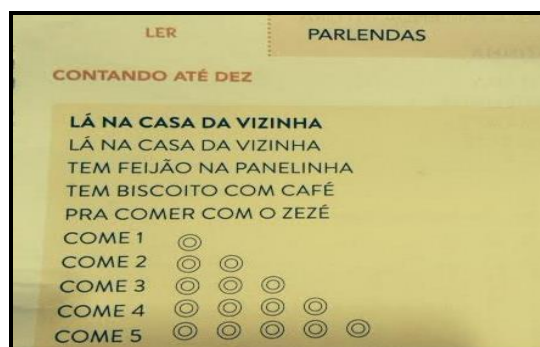 LER
PARLENDAS
CONTANDO ATÉ DEZ
LÁ NA CASA DA VIZINHA
LÁ NA CASA DA VIZINHA
TEM FEIJÃO NA PANELINHA
TEM BISCOITO COM CAFÉ
PRA COMER COM O ZEZÉ
COME 1
COME 2
COME 3
COME 4
COME 5